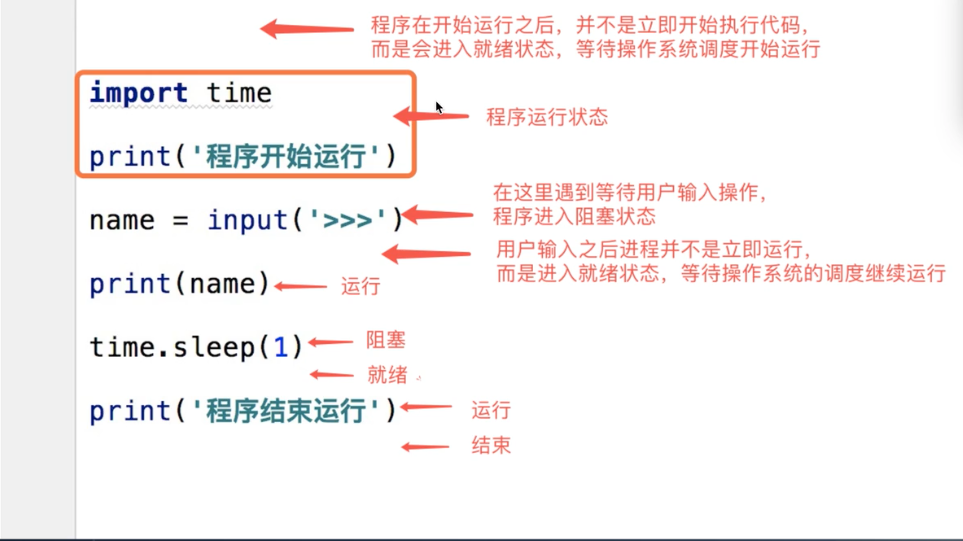 程序在开始运行之后，并不是立即开始执行代码，
而是会进入就绪状态，等待操作系统调度开始运行
import time
程序运行状态
print('程序开始运行')
在这里遇到等待用户输入操作，
程序进入阻塞状态
name = input('>>>')
用户输入之后进程并不是立即运行，
而是进入就绪状态，等待操作系统的调度继续运行
print(name)
运行
time.sleep(1)
阻塞
就绪
print('程序结束运行')
运行
结束